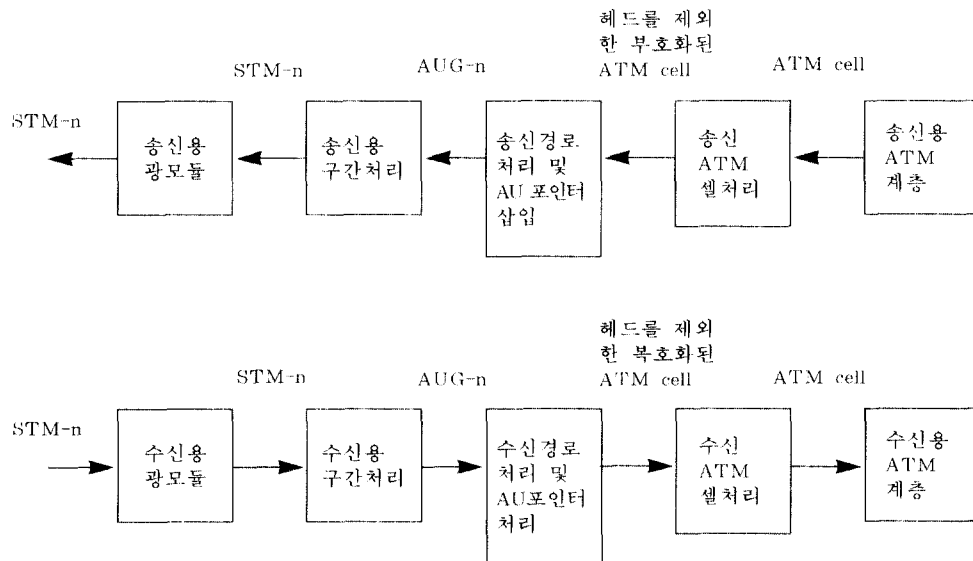 헤드를 제외
한 부호화된
STM-n AUG-n ATM cell ATM cell
STM-n
송신용
광모듈
송신용
구간처리
송신경로
처리 및
AU 포인터
삽입
송신
ATM
셀처리
송신용
ATM
계층
헤드를 제외
한 복호화된
STM-n AUG-n ATM cell ATM cell
STM-n
수신용
광모듈
수신용
구간처리
수신경로
처리 및
AU포인터
처리
수신
ATM
셀처리
수신용
ATM
계층